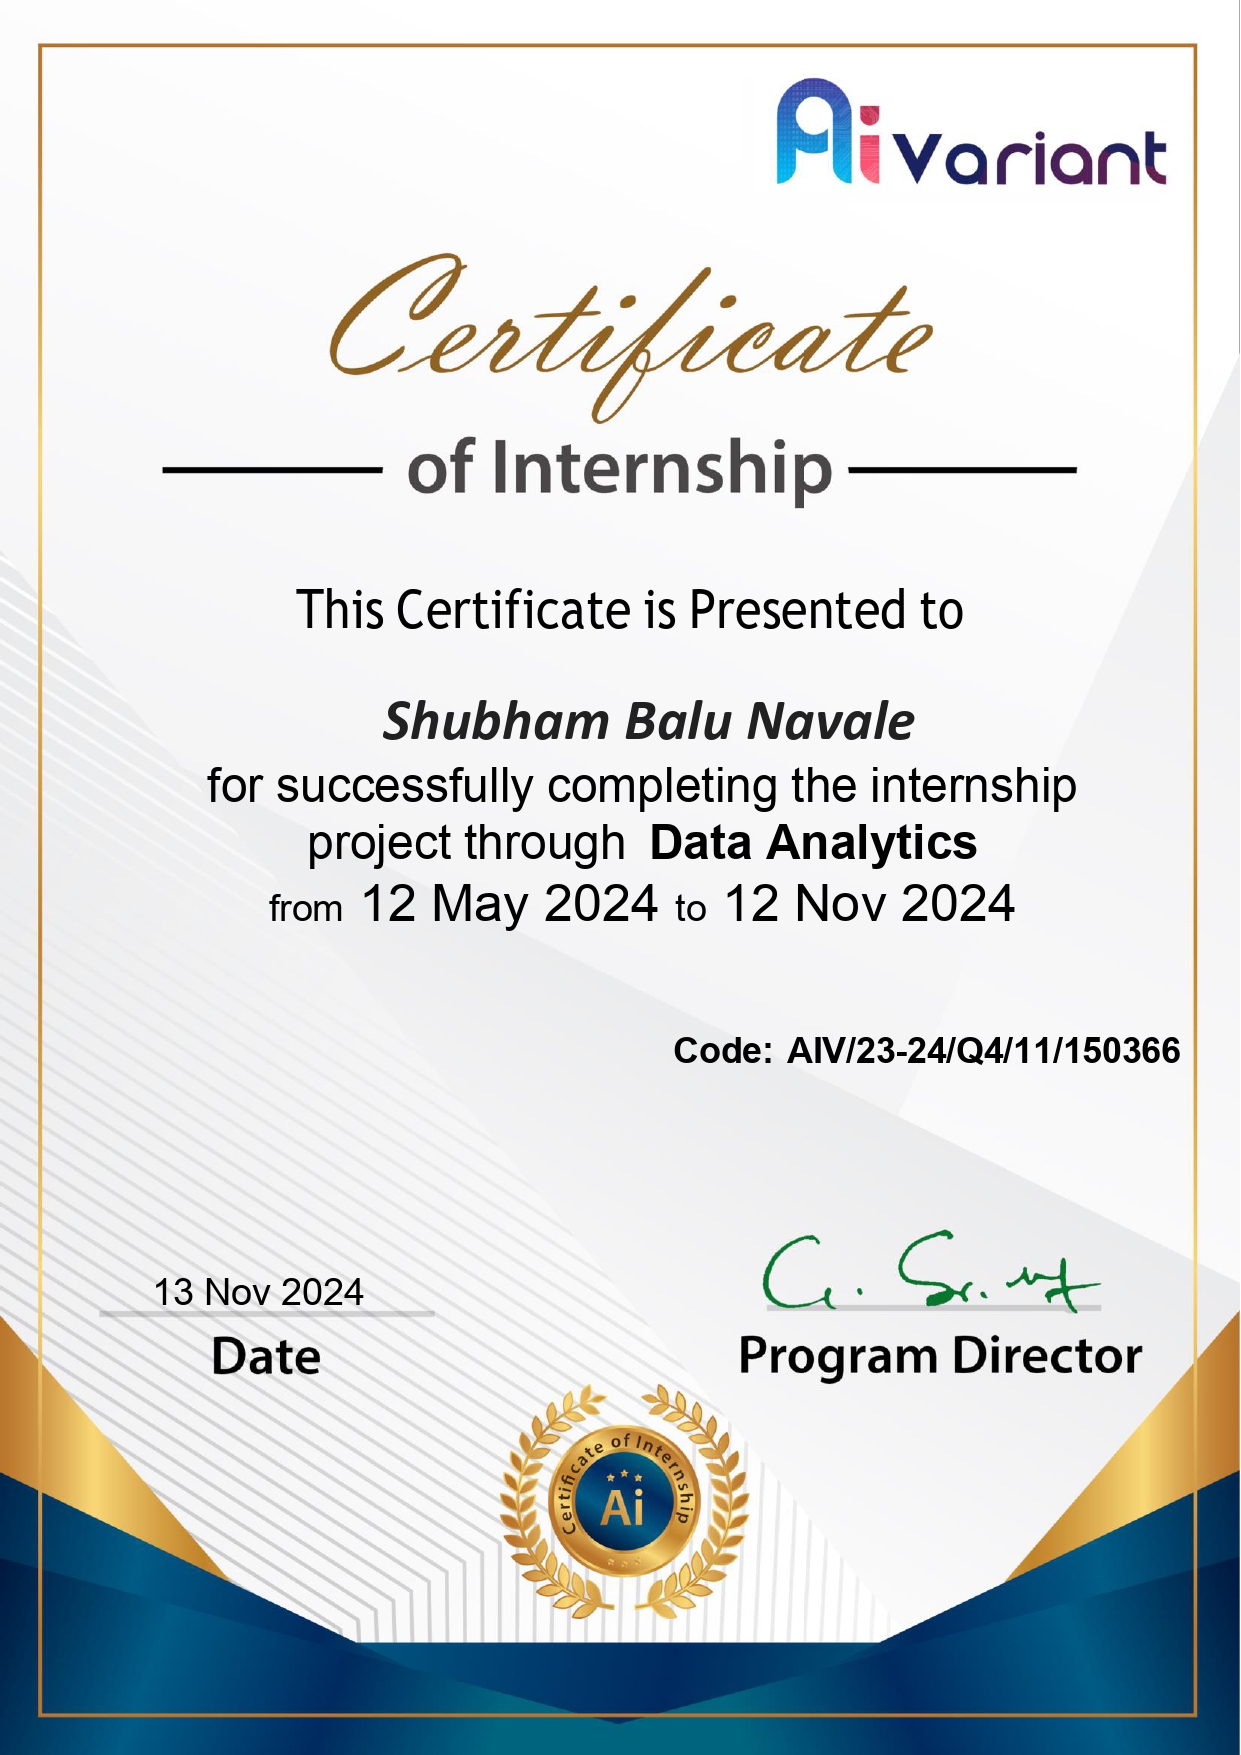 Ai Variant
Certificate
of Internship
This Certificate is Presented to
Shubham Balu Navale
for successfully completing the internship
project through Data Analytics
from 12 May 2024 to 12 Nov 2024
Code: AIV/23-24/Q4/11/150366
13 Nov 2024
Date
Program Director
Certificate of Internship
Ai